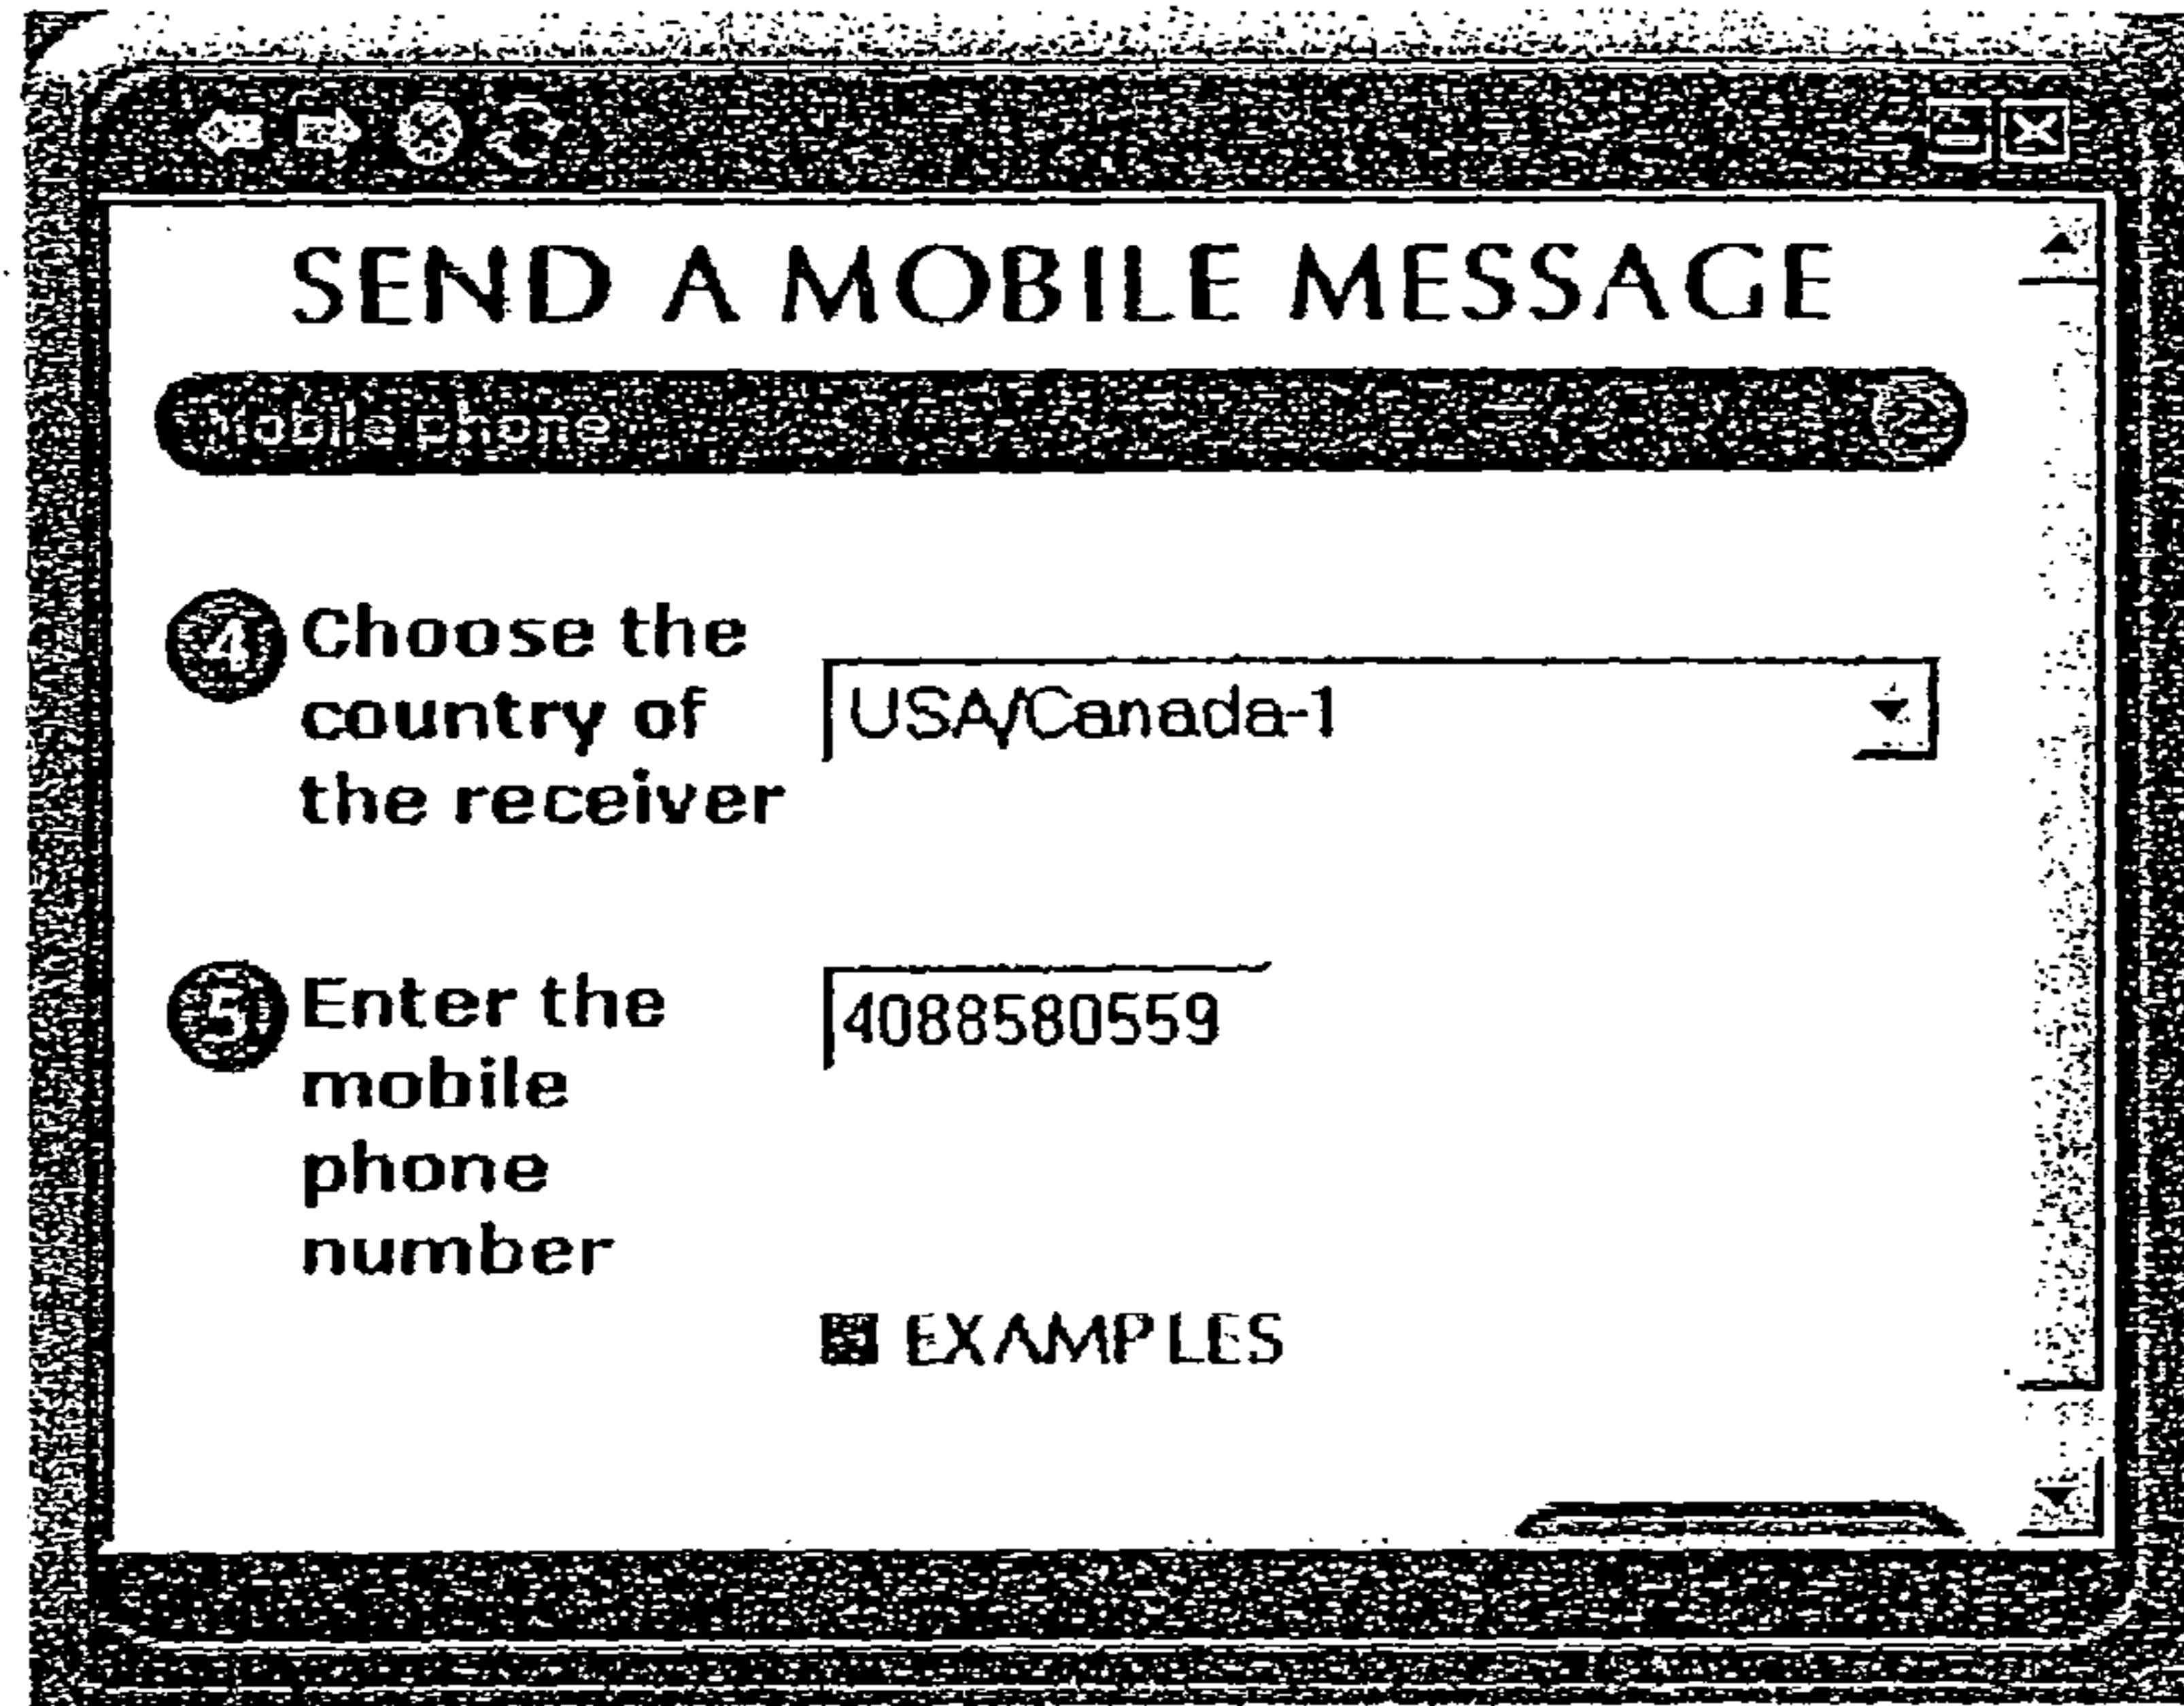 SEND A MOBILE MESSAGE
Mobile phone
4 Choose the
country of
the receiver
USA/Canada-1
5 Enter the
mobile
phone
number
4088580559
EXAMPLES